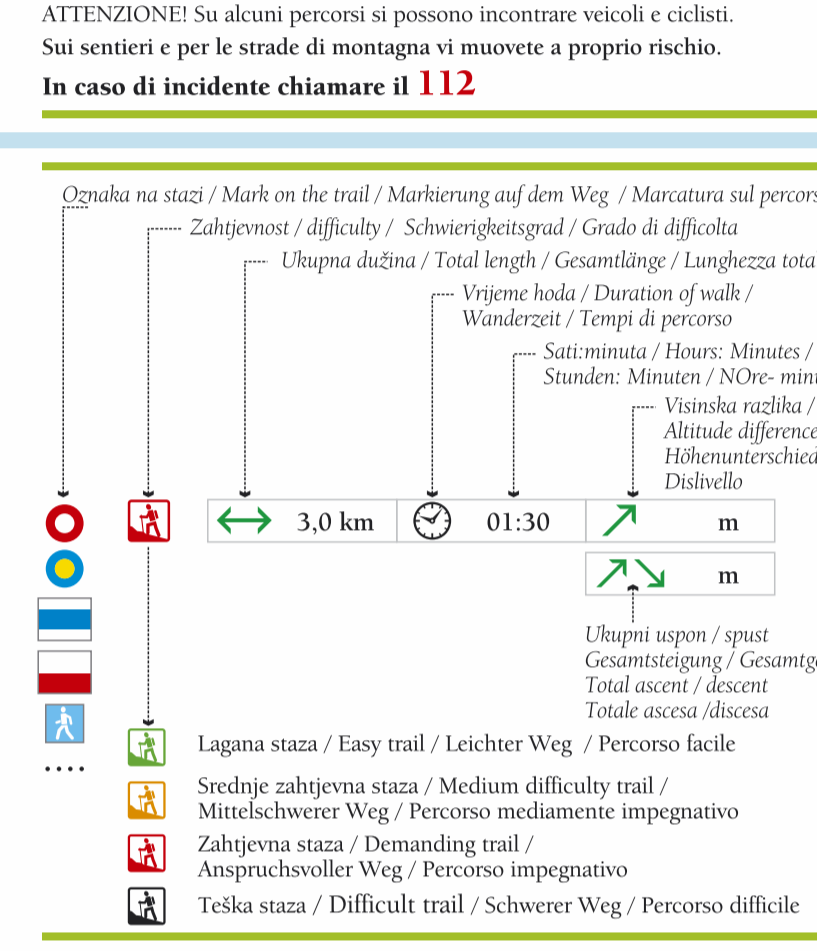 ATTENZIONE! Su alcuni percorsi si possono incontrare veicoli e ciclisti.
Sui sentieri e per le strade di montagna vi muovete a proprio rischio.
In caso di incidente chiamare il 112
Oznaka na stazi / Mark on the trail / Markierung auf dem Weg / Marcatura sul
Zahtjevnost / difficulty / Schwierigkeitsgrad / Grado di difficolta
Ukupna dužina / Total length / Gesamtlänge / Lunghezza
Vrijeme hoda / Duration of walk /
Wanderzeit / Tempi di percorso
Sati:minuta / Hours: Minutes /
Stunden: Minuten / NOre-
Visinska razlika /
Altitude difference
Höhenunterschied
Dislivello
3,0 km 01:30 m
m
Ukupni uspon / spust
Gesamtsteigung /
Total ascent / descent
Totale ascesa /discesa
Lagana staza / Easy trail / Leichter Weg / Percorso facile
Srednje zahtjevna staza / Medium difficulty trail /
Mittelschwerer Weg / Percorso mediamente impegnativo
Zahtjevna staza / Demanding trail /
Anspruchsvoller Weg / Percorso impegnativo
Teška staza / Difficult trail / Schwerer Weg / Percorso difficile